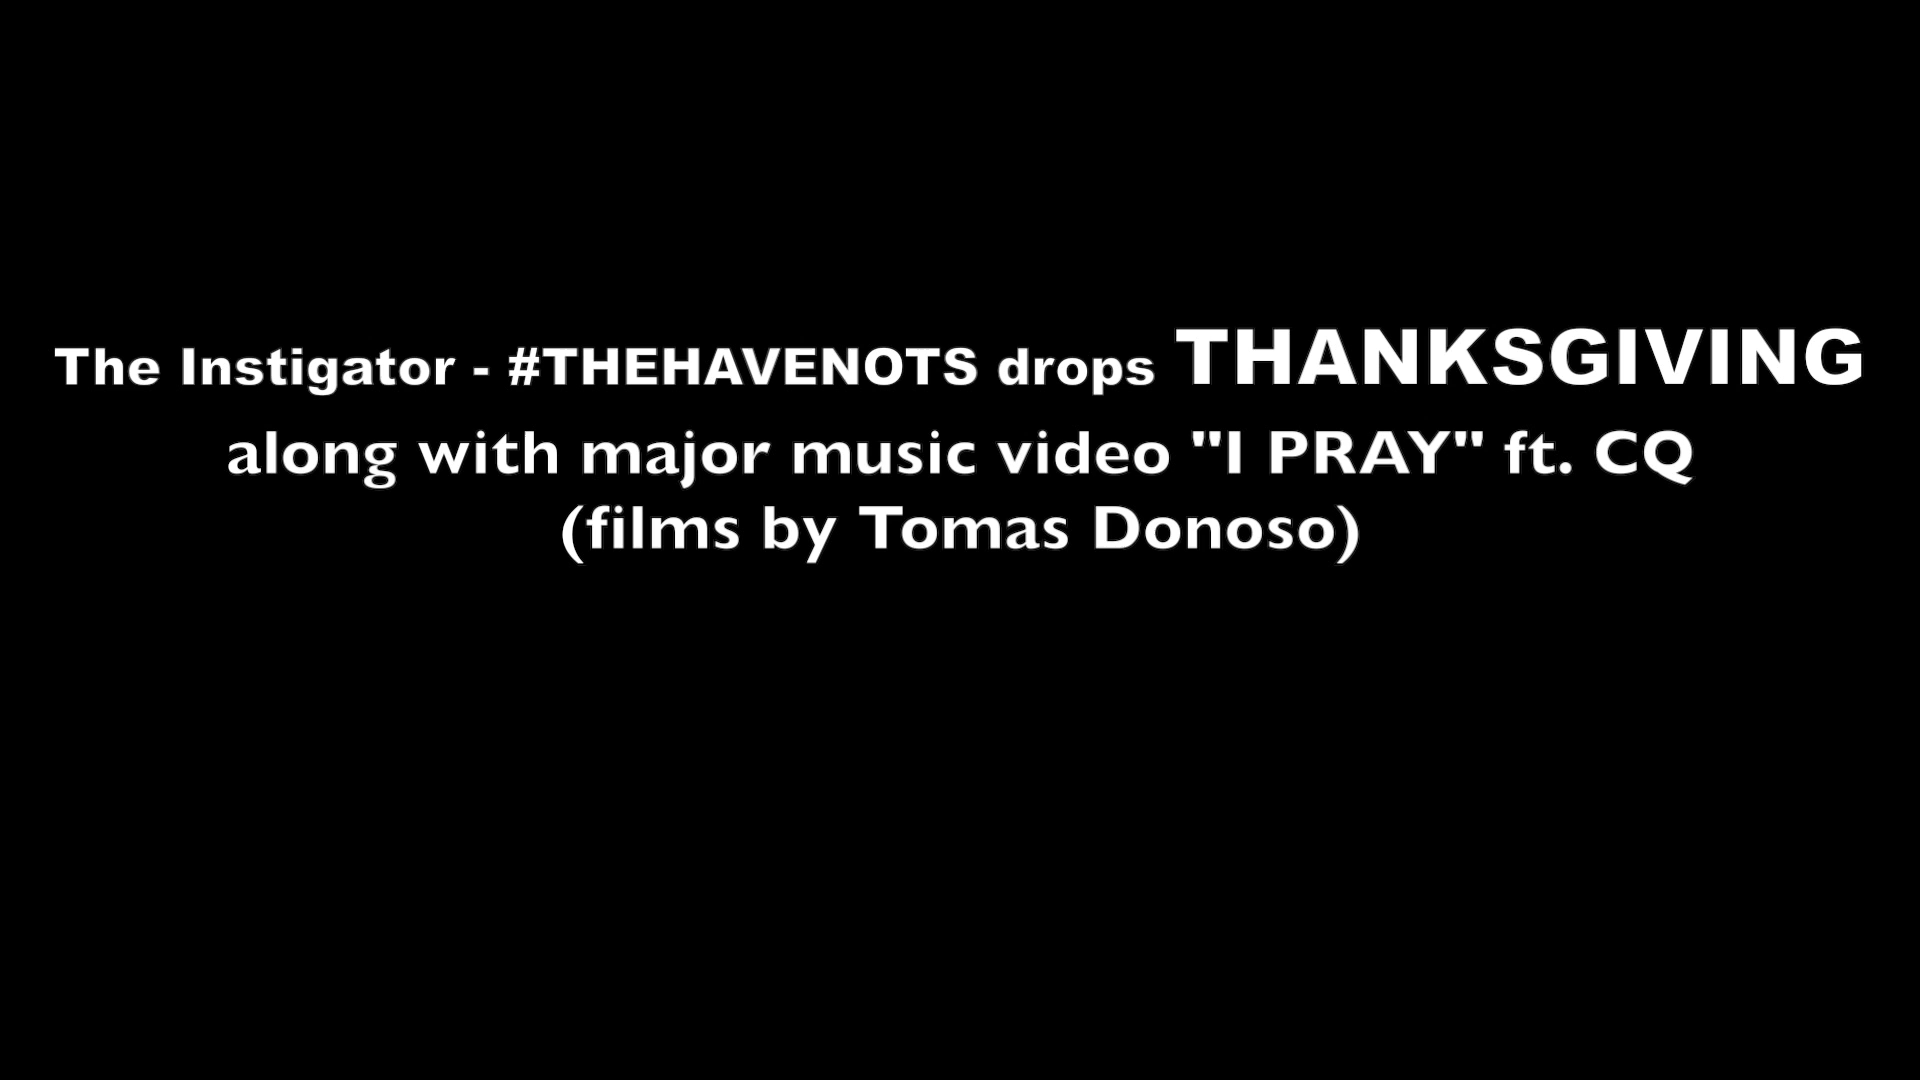 The Instigator - #THEHAVENOTS drops THANKSGIVING
along with major music video "I PRAY" ft. CQ
(films by Tomas Donoso)